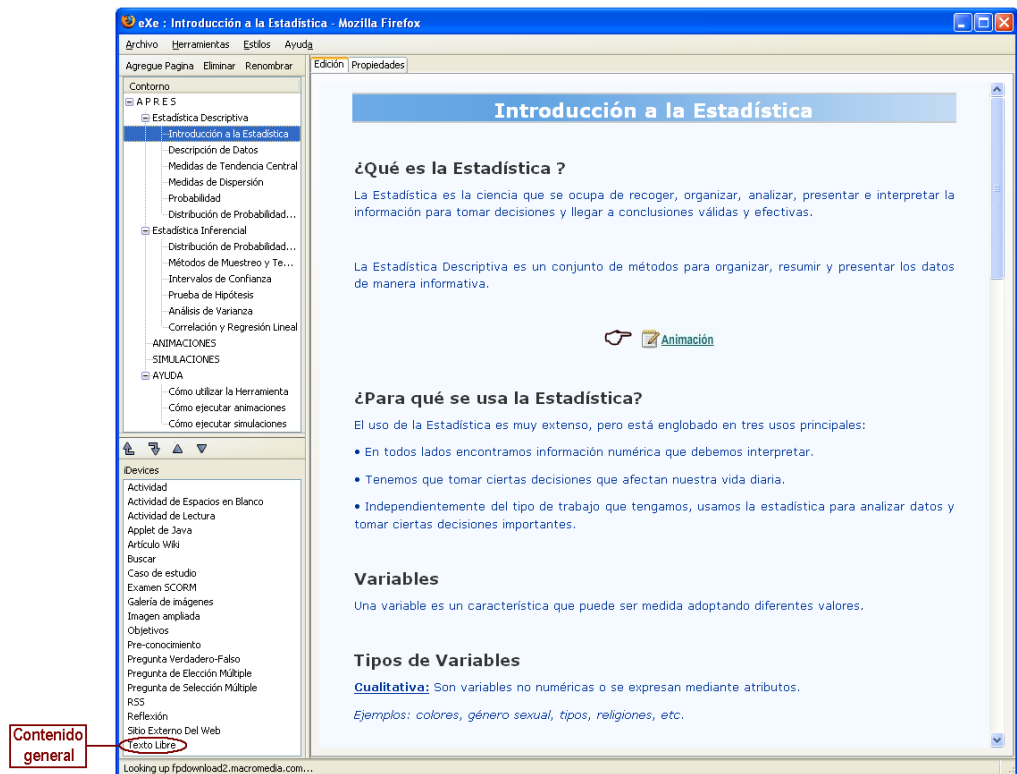 eXe : Introducción a la Estadística - Mozilla Firefox
Archivo Herramientas Estilos Ayuda
Agregue Pagina Eliminar Renombrar
Edición Propiedades
Contorno
A P R E S
Estadística Descriptiva
Introducción a la Estadística
Descripción de Datos
Medidas de Tendencia Central
Medidas de Dispersión
Probabilidad
Distribución de Probabilidad...
Estadística Inferencial
Distribución de Probabilidad...
Métodos de Muestreo y Te...
Intervalos de Confianza
Prueba de Hipótesis
Análisis de Varianza
Correlación y Regresión Lineal
ANIMACIONES
SIMULACIONES
AYUDA
Cómo utilizar la Herramienta
Cómo ejecutar animaciones
Cómo ejecutar simulaciones
iDevices
Actividad
Actividad de Espacios en Blanco
Actividad de Lectura
Applet de Java
Artículo Wiki
Buscar
Caso de estudio
Examen SCORM
Galería de imágenes
Imagen ampliada
Objetivos
Pre-conocimiento
Pregunta Verdadero-Falso
Pregunta de Elección Múltiple
Pregunta de Selección Múltiple
RSS
Reflexión
Sitio Externo Del Web
Texto Libre
Contenido
general
Introducción a la Estadística
¿Qué es la Estadística ?
La Estadística es la ciencia que se ocupa de recoger, organizar, analizar, presentar e interpretar la
información para tomar decisiones y llegar a conclusiones válidas y efectivas.
La Estadística Descriptiva es un conjunto de métodos para organizar, resumir y presentar los datos
de manera informativa.
Animación
¿Para qué se usa la Estadística?
El uso de la Estadística es muy extenso, pero está englobado en tres usos principales:
• En todos lados encontramos información numérica que debemos interpretar.
• Tenemos que tomar ciertas decisiones que afectan nuestra vida diaria.
• Independientemente del tipo de trabajo que tengamos, usamos la estadística para analizar datos y
tomar ciertas decisiones importantes.
Variables
Una variable es un característica que puede ser medida adoptando diferentes valores.
Tipos de Variables
Cualitativa: Son variables no numéricas o se expresan mediante atributos.
Ejemplos: colores, género sexual, tipos, religiones, etc.
Looking up fpdownload2.macromedia.com...